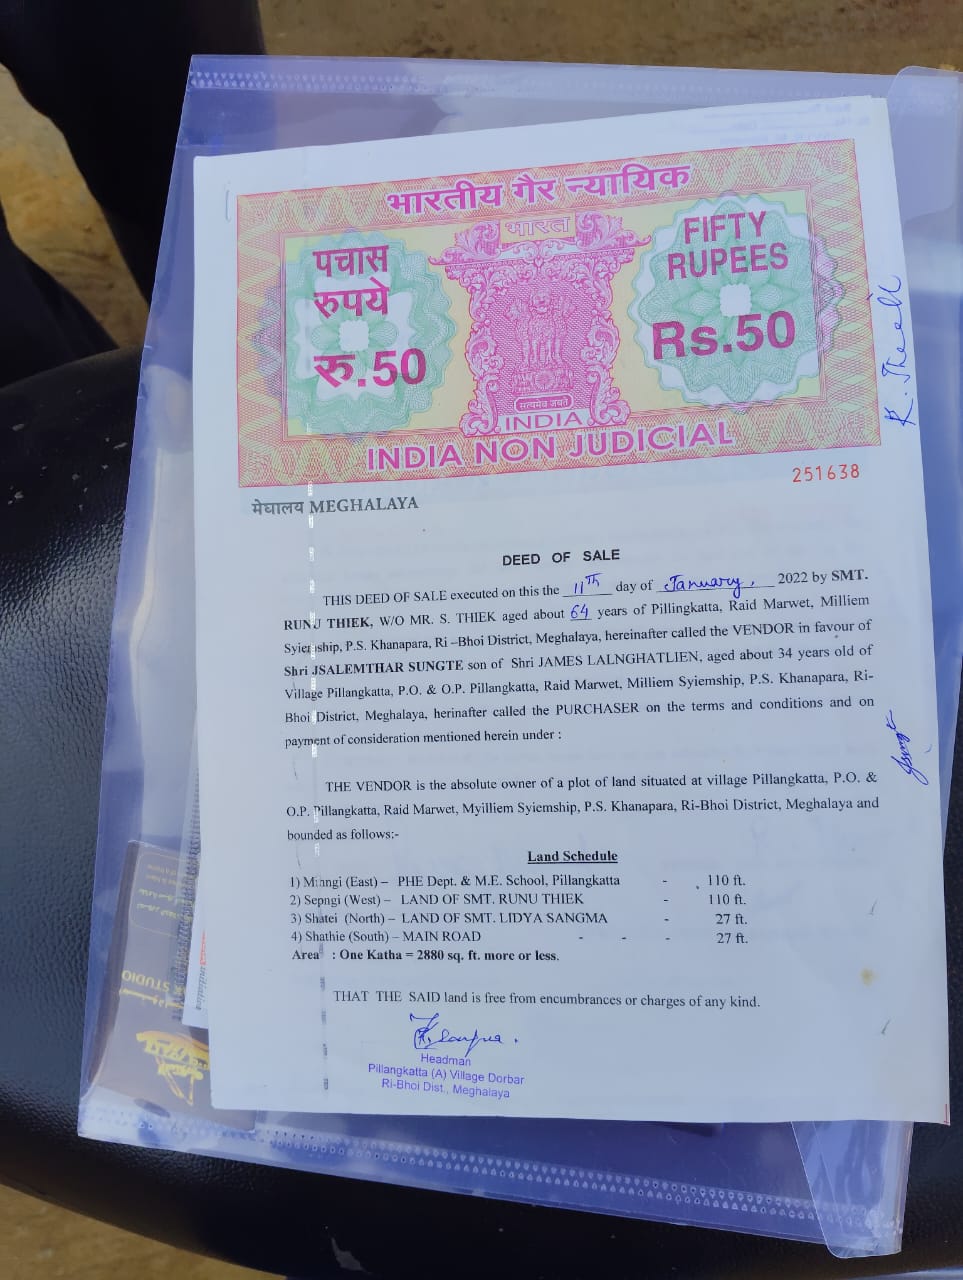 भारतीय गैर न्यायिक
भारत
पचास
रुपये
रु.50
FIFTY
RUPEES
Rs.50
सत्यमेव जयते
INDIA
INDIA NON JUDICIAL
251638
मेघालय MEGHALAYA
DEED OF SALE
THIS DEED OF SALE executed on this the 11Th day of January, 2022 by SMT.
RUNU THIEK, W/O MR. S. THIEK aged about 64 years of Pillingkatta, Raid Marwet, Milliem
Syiemship, P.S. Khanapara, Ri –Bhoi District, Meghalaya, hereinafter called the VENDOR in favour of
Shri JSALEMTHAR SUNGTE son of Shri JAMES LALNGHATLIEN, aged about 34 years old of
Village Pillangkatta, P.O. & O.P. Pillangkatta, Raid Marwet, Milliem Syiemship, P.S. Khanapara, Ri-
Bhoi District, Meghalaya, herinafter called the PURCHASER on the terms and conditions and on
payment of consideration mentioned herein under :
THE VENDOR is the absolute owner of a plot of land situated at village Pillangkatta, P.O. &
O.P. Pillangkatta, Raid Marwet, Myilliem Syiemship, P.S. Khanapara, Ri-Bhoi District, Meghalaya and
bounded as follows:-
Land Schedule
1) Mihngi (East) – PHE Dept. & M.E. School, Pillangkatta - 110 ft.
2) Sepngi (West) – LAND OF SMT. RUNU THIEK - 110 ft.
3) Shatei (North) – LAND OF SMT. LIDYA SANGMA - 27 ft.
4) Shathie (South) – MAIN ROAD - - - 27 ft.
Area : One Katha = 2880 sq. ft. more or less.
THAT THE SAID land is free from encumbrances or charges of any kind.
Headman
Pillangkatta (A) Village Dorbar
Ri-Bhoi Dist., Meghalaya
STUDIO